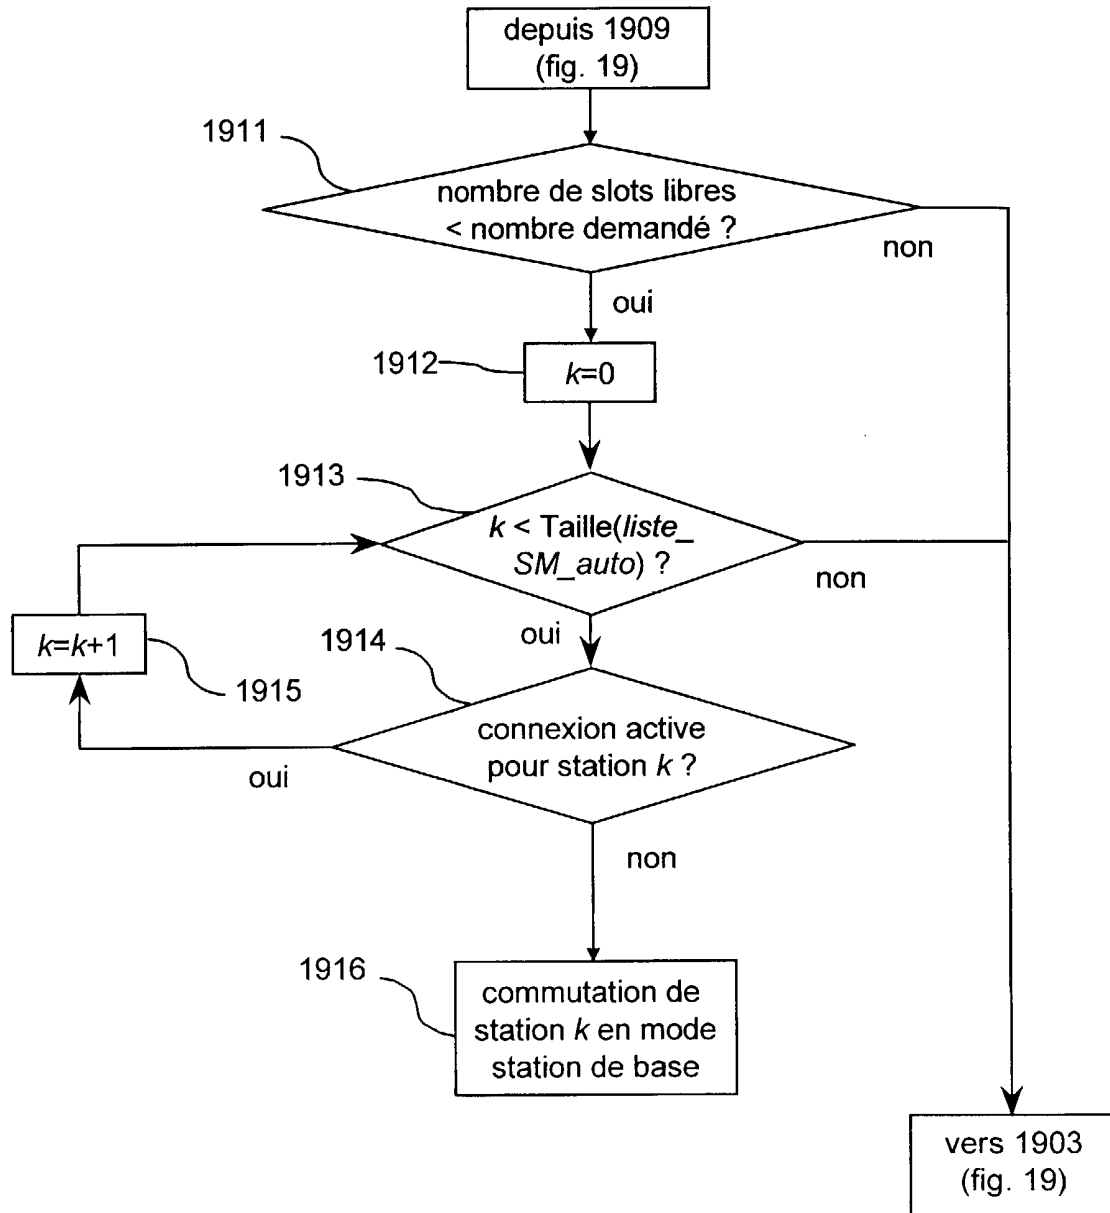 depuis 1909
(fig. 19)
1911
nombre de slots libres
< nombre demandé ?
non
oui
1912
k=0
1913
k < Taille(liste_
SM_auto) ?
non
oui
k=k+1
1915
1914
connexion active
pour station k ?
oui
non
1916
commutation de
station k en mode
station de base
vers 1903
(fig. 19)